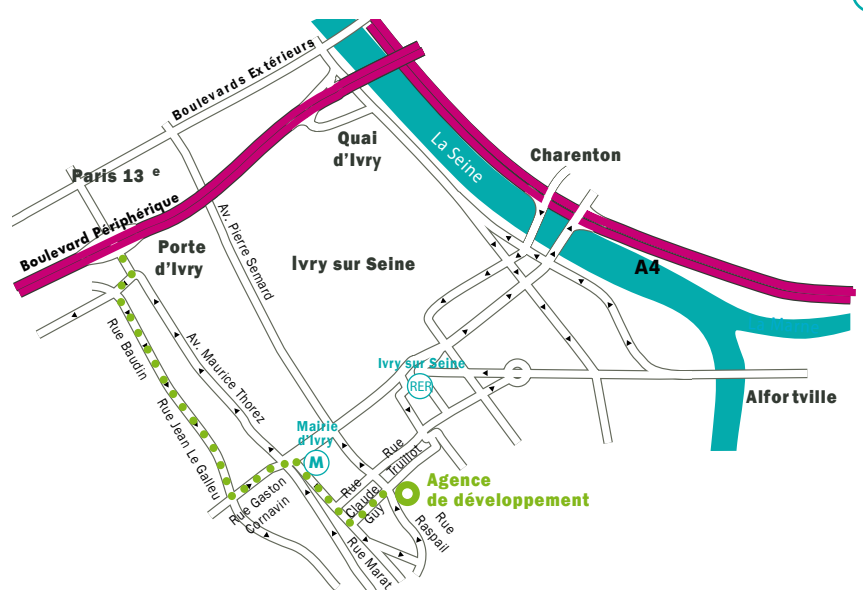 Boulevards Extérieurs
Quai
d'Ivry
La Seine
Charenton
Paris 13 e
Boulevard Périphérique
Av. Pierre Semard
Porte
d'Ivry
Ivry sur Seine
A4
Rue Baudin
Av. Maurice Thorez
Ivry sur Seine
RER
Alfortville
Rue Jean Le Galleu
Mairie
d'Ivry
M
Rue
Truillot
Rue Gaston
Cornavin
Rue
Claude
Guy
Agence
de développement
Rue
Raspail
Rue Marat